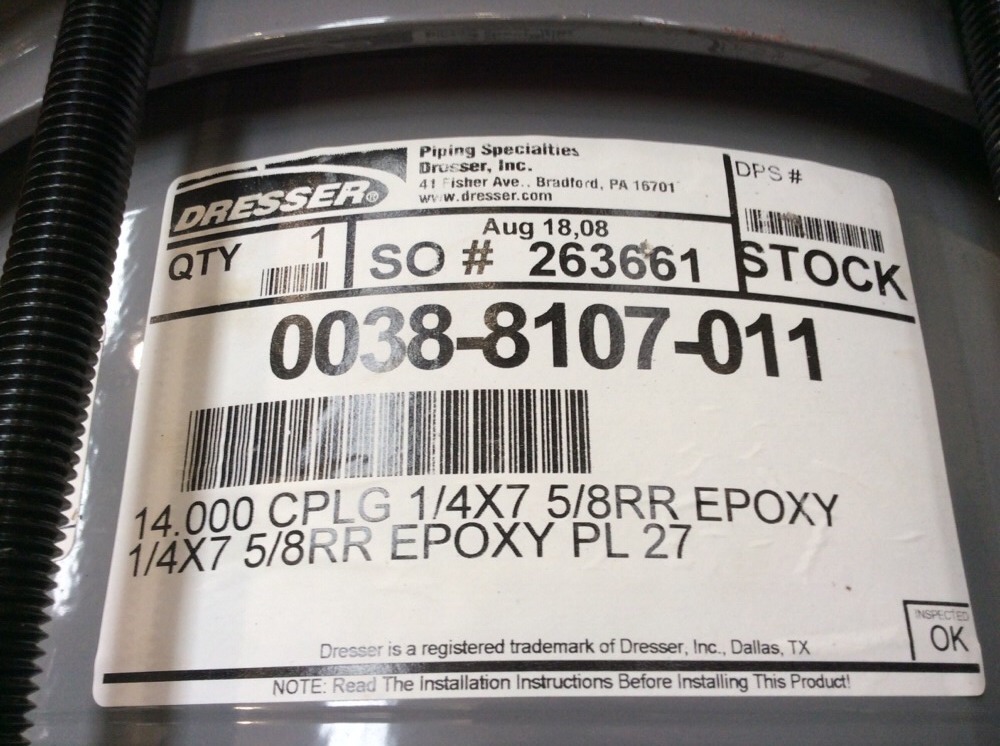 DRESSER®
Piping Specialties
Dresser, Inc.
41 Fisher Ave., Bradford, PA 16701
www.dresser.com
DPS #
STOCK
QTY 1
Aug 18,08
SO # 263661
0038-8107-011
14.000 CPLG 1/4X7 5/8RR EPOXY
1/4X7 5/8RR EPOXY PL 27
INSPECTED
OK
Dresser is a registered trademark of Dresser, Inc., Dallas, TX
NOTE: Read The Installation Instructions Before Installing This Product!